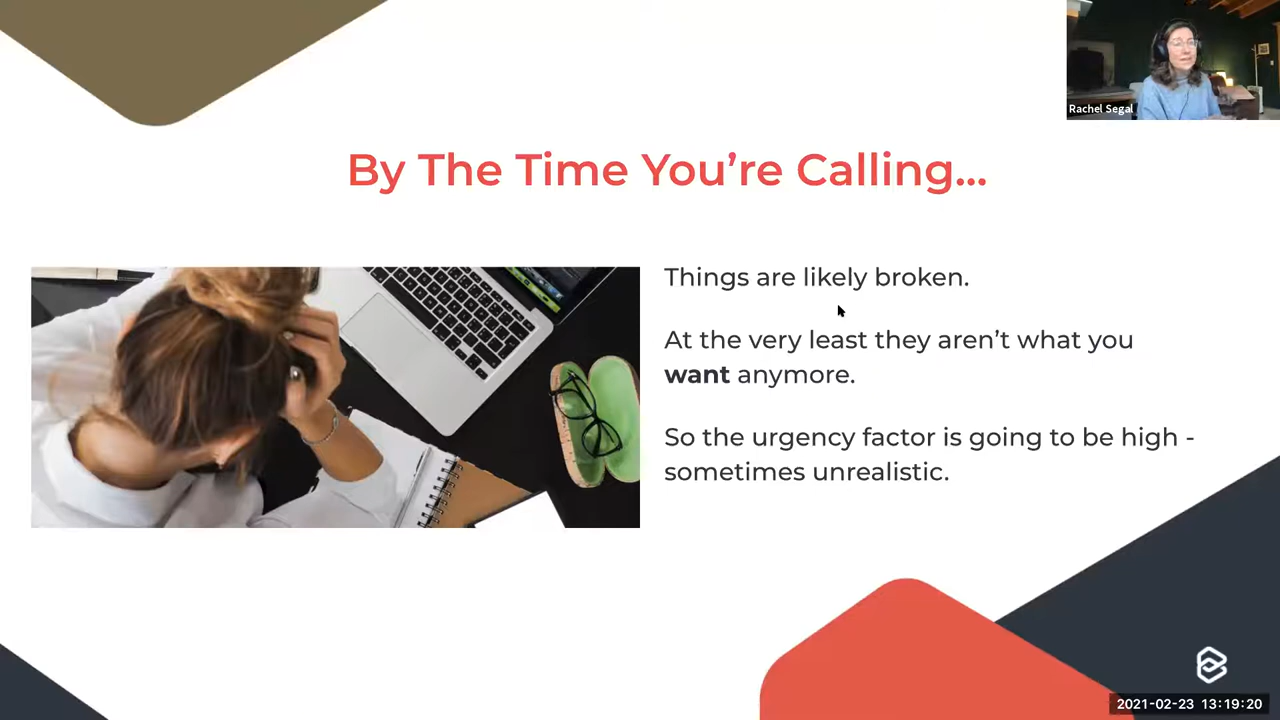 Rachel Segal
By The Time You’re Calling...
Things are likely broken.
At the very least they aren’t what you
want anymore.
So the urgency factor is going to be high -
sometimes unrealistic.
2021-02-23 13:19:20